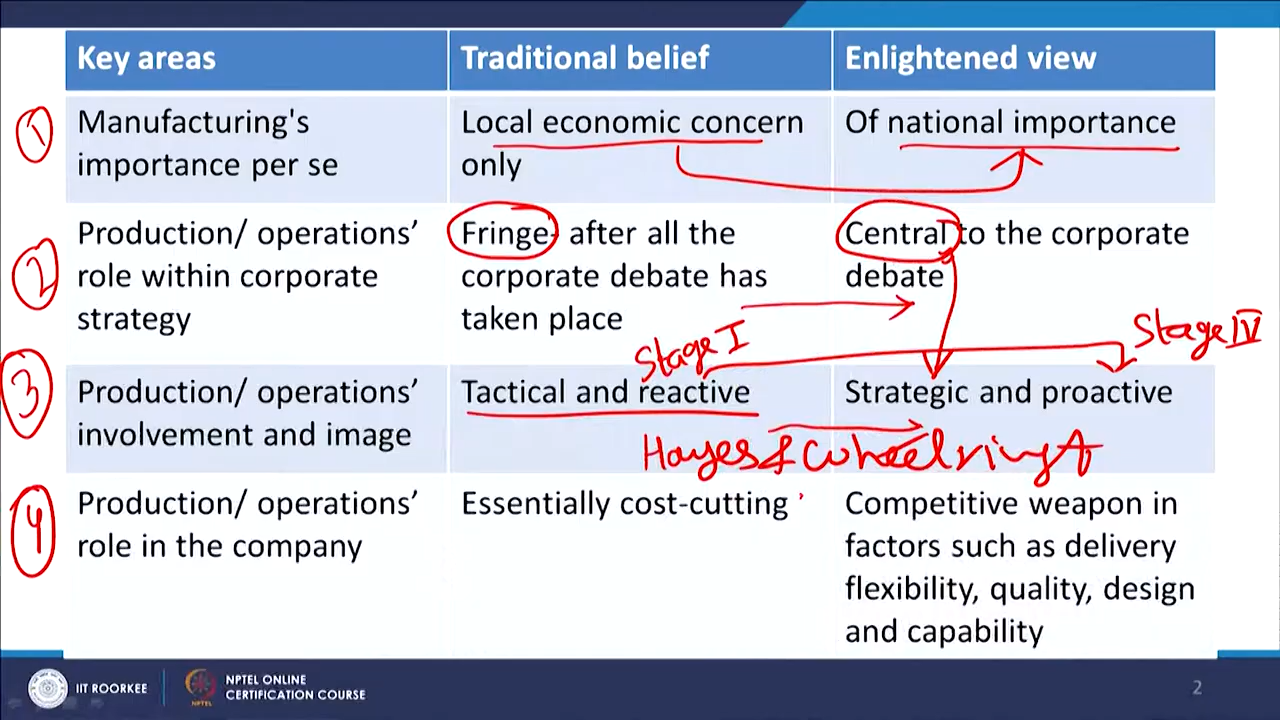 Key areas
Traditional belief
Enlightened view
1
Manufacturing's
importance per se
Local economic concern
only
Of national importance
2
Production/ operations’
role within corporate
strategy
Fringe- after all the
corporate debate has
taken place
Central to the corporate
debate
Stage I
Stage IV
3
Production/ operations’
involvement and image
Tactical and reactive
Strategic and proactive
Hayes & Wheelwright
4
Production/ operations’
role in the company
Essentially cost-cutting
Competitive weapon in
factors such as delivery
flexibility, quality, design
and capability
IIT ROORKEE
NPTEL
NPTEL ONLINE
CERTIFICATION COURSE
2